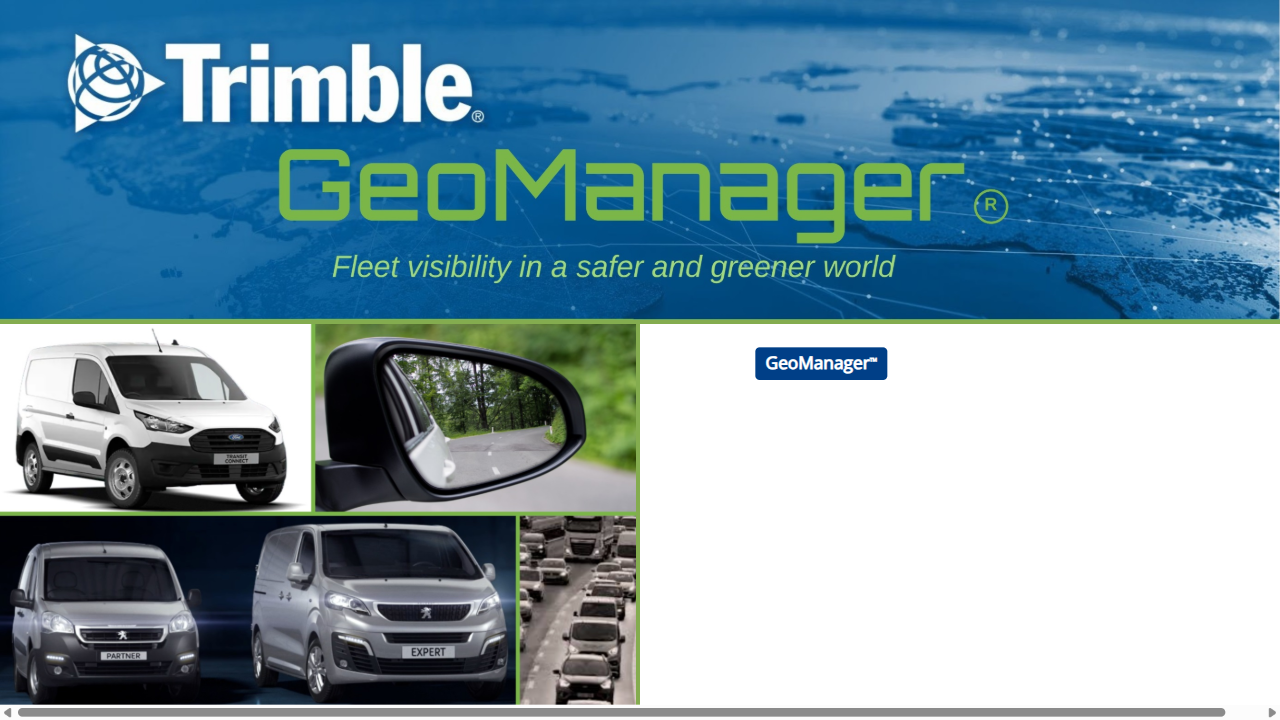 Trimble®
GeoManager ®
Fleet visibility in a safer and greener world
GeoManager™
TRANSIT
CONNECT
PARTNER
EXPERT